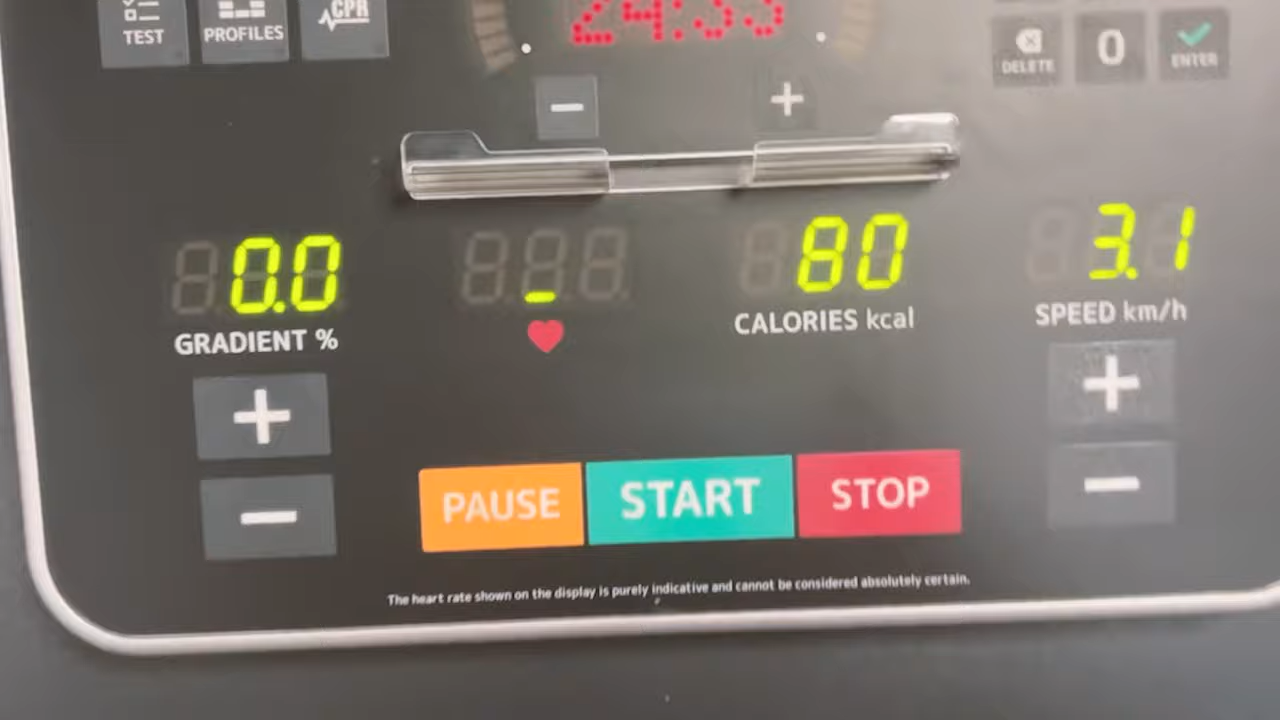 TEST
PROFILES
CPR
DELETE
0
ENTER
−
+
0.0
80
3.1
GRADIENT %
CALORIES kcal
SPEED km/h
+
+
−
−
PAUSE
START
STOP
The heart rate shown on the display is purely indicative and cannot be considered absolutely certain.